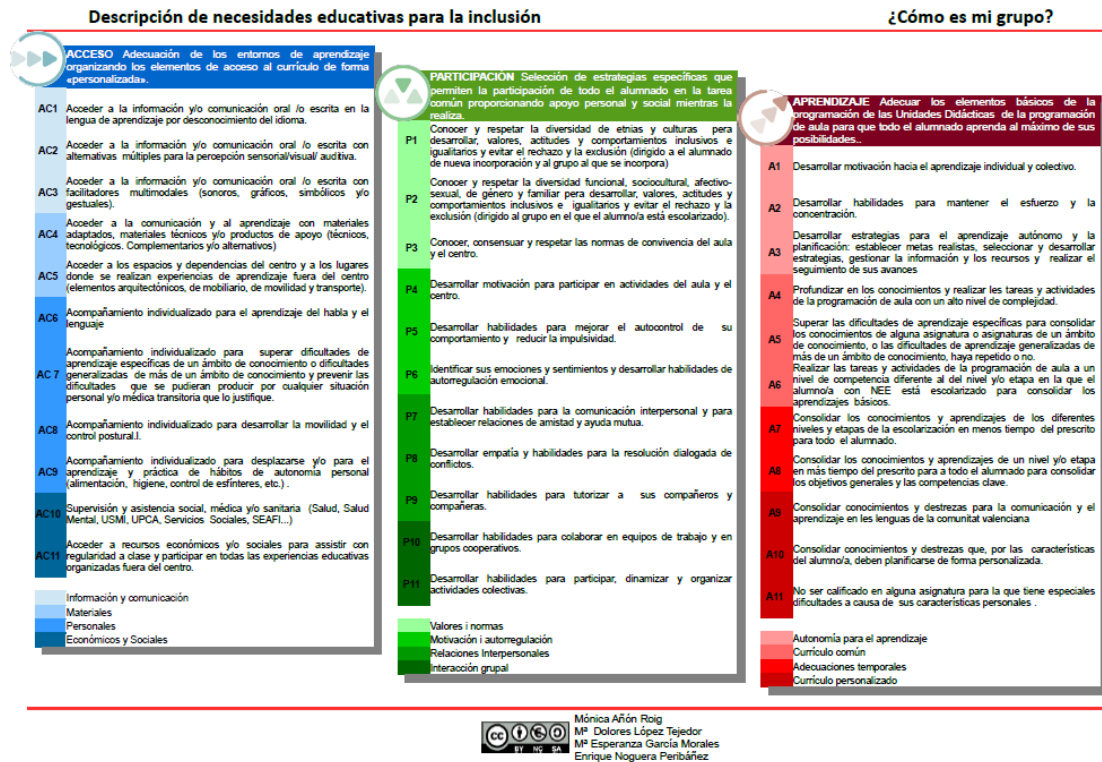 Descripción de necesidades educativas para la inclusión
¿Cómo es mi grupo?
ACCESO Adecuación de los entornos de aprendizaje
organizando los elementos de acceso al currículo de forma
«personalizada».
AC1 Acceder a la información y/o comunicación oral /o escrita en la
lengua de aprendizaje por desconocimiento del idioma.
AC2 Acceder a la información y/o comunicación oral /o escrita con
alternativas múltiples para la percepción sensorial/visual/ auditiva.
AC3 Acceder a la información y/o comunicación oral /o escrita con
facilitadores multimodales (sonoros, gráficos, simbólicos y/o
gestuales).
AC4 Acceder a la comunicación y al aprendizaje con materiales
adaptados, materiales técnicos y/o productos de apoyo (técnicos,
tecnológicos. Complementarios y/o alternativos)
AC5 Acceder a los espacios y dependencias del centro y a los lugares
donde se realizan experiencias de aprendizaje fuera del centro
(elementos arquitectónicos, de mobiliario, de movilidad y transporte).
AC6 Acompañamiento individualizado para el aprendizaje del habla y el
lenguaje
AC 7 Acompañamiento individualizado para superar dificultades de
aprendizaje específicas de un ámbito de conocimiento o dificultades
generalizadas de más de un ámbito de conocimiento y prevenir las
dificultades que se pudieran producir por cualquier situación
personal y/o médica transitoria que lo justifique.
AC8 Acompañamiento individualizado para desarrollar la movilidad y el
control postural.l.
AC9 Acompañamiento individualizado para desplazarse y/o para el
aprendizaje y práctica de hábitos de autonomía personal
(alimentación, higiene, control de esfínteres, etc.) .
AC10 Supervisión y asistencia social, médica y/o sanitaria (Salud, Salud
Mental, USMI, UPCA, Servicios Sociales, SEAFI...)
AC11 Acceder a recursos económicos y/o sociales para assistir con
regularidad a clase y participar en todas las experiencias educativas
organizadas fuera del centro.
Información y comunicación
Materiales
Personales
Económicos y Sociales
PARTICIPACIÓN Selección de estrategias específicas que
permiten la participación de todo el alumnado en la tarea
común proporcionando apoyo personal y social mientras la
realiza.
P1 Conocer y respetar la diversidad de etnias y culturas pera
desarrollar, valores, actitudes y comportamientos inclusivos e
igualitarios y evitar el rechazo y la exclusión (dirigido a el alumnado
de nueva incorporación y al grupo al que se incorpora)
P2 Conocer y respetar la diversidad funcional, sociocultural, afectivo-
sexual, de género y familiar pera desarrollar, valores, actitudes y
comportamientos inclusivos e igualitarios y evitar el rechazo y la
exclusión (dirigido al grupo en el que el alumno/a está escolarizado).
P3 Conocer, consensuar y respetar las normas de convivencia del aula
y el centro.
P4 Desarrollar motivación para participar en actividades del aula y el
centro.
P5 Desarrollar habilidades para mejorar el autocontrol de su
comportamiento y reducir la impulsividad.
P6 Identificar sus emociones y sentimientos y desarrollar habilidades de
autorregulación emocional.
P7 Desarrollar habilidades para la comunicación interpersonal y para
establecer relaciones de amistad y ayuda mutua.
P8 Desarrollar empatía y habilidades para la resolución dialogada de
conflictos.
P9 Desarrollar habilidades para tutorizar a sus compañeros y
compañeras.
P10 Desarrollar habilidades para colaborar en equipos de trabajo y en
grupos cooperativos.
P11 Desarrollar habilidades para participar, dinamizar y organizar
actividades colectivas.
Valores i normas
Motivación i autorregulación
Relaciones Interpersonales
Interacción grupal
APRENDIZAJE Adecuar los elementos básicos de la
programación de las Unidades Didácticas de la programación
de aula para que todo el alumnado aprenda al máximo de sus
posibilidades..
A1 Desarrollar motivación hacia el aprendizaje individual y colectivo.
A2 Desarrollar habilidades para mantener el esfuerzo y la
concentración.
A3 Desarrollar estrategias para el aprendizaje autónomo y la
planificación: establecer metas realistas, seleccionar y desarrollar
estrategias, gestionar la información y los recursos y realizar el
seguimiento de sus avances
A4 Profundizar en los conocimientos y realizar les tareas y actividades
de la programación de aula con un alto nivel de complejidad.
A5 Superar las dificultades de aprendizaje específicas para consolidar
los conocimientos de alguna asignatura o asignaturas de un ámbito
de conocimiento, o las dificultades de aprendizaje generalizadas de
más de un ámbito de conocimiento, haya repetido o no.
A6 Realizar las tareas y actividades de la programación de aula a un
nivel de competencia diferente al del nivel y/o etapa en la que el
alumno/a con NEE está escolarizado para consolidar los
aprendizajes básicos.
A7 Consolidar los conocimientos y aprendizajes de los diferentes
niveles y etapas de la escolarización en menos tiempo del prescrito
para todo el alumnado.
A8 Consolidar los conocimientos y aprendizajes de un nivel y/o etapa
en más tiempo del prescrito para a todo el alumnado para consolidar
los objetivos generales y las competencias clave.
A9 Consolidar conocimientos y destrezas para la comunicación y el
aprendizaje en les lenguas de la comunitat valenciana
A10 Consolidar conocimientos y destrezas que, por las características
del alumno/a, deben planificarse de forma personalizada.
A11 No ser calificado en alguna asignatura para la que tiene especiales
dificultades a causa de sus características personales .
Autonomía para el aprendizaje
Currículo común
Adecuaciones temporales
Currículo personalizado
cc BY NC SA
Mónica Añón Roig
Mª Dolores López Tejedor
Mª Esperanza García Morales
Enrique Noguera Peribáñez